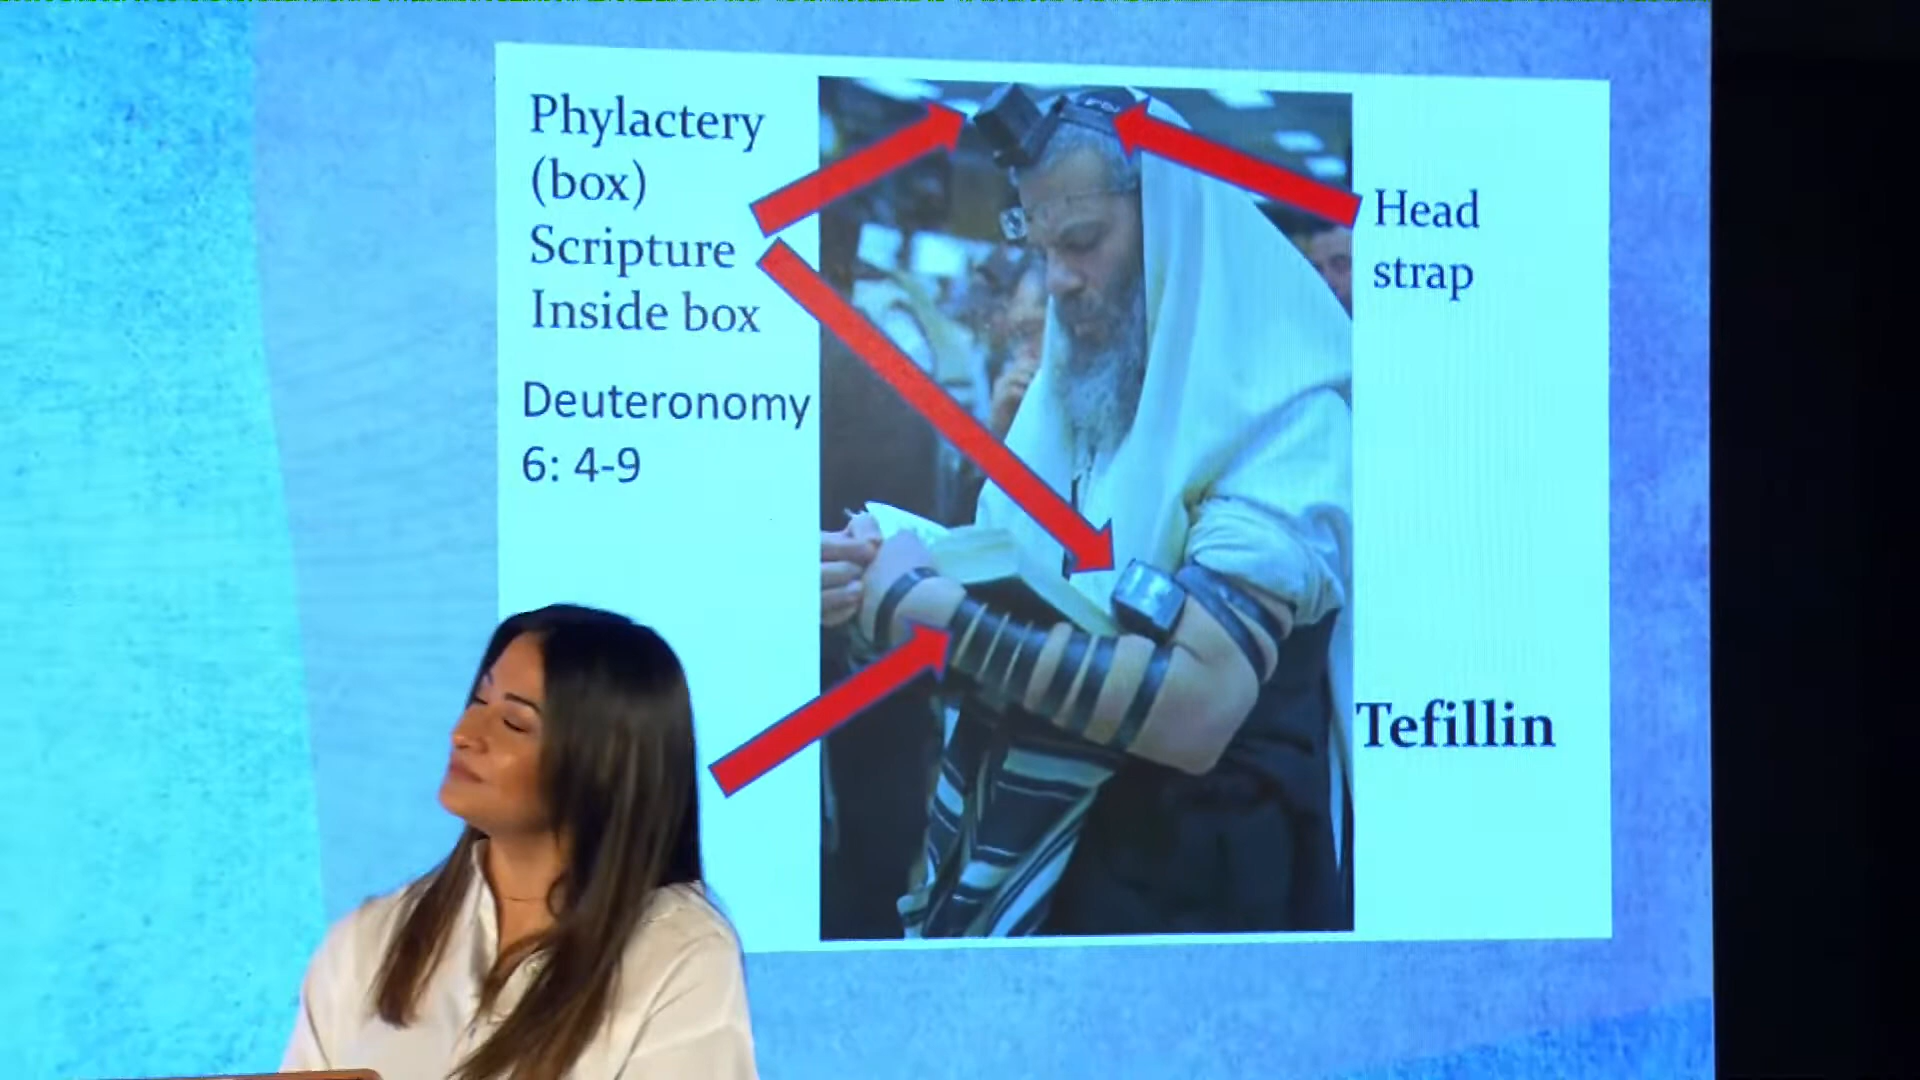 Phylactery
(box)
Scripture
Inside box
Deuteronomy
6: 4-9
Head
strap
Tefillin